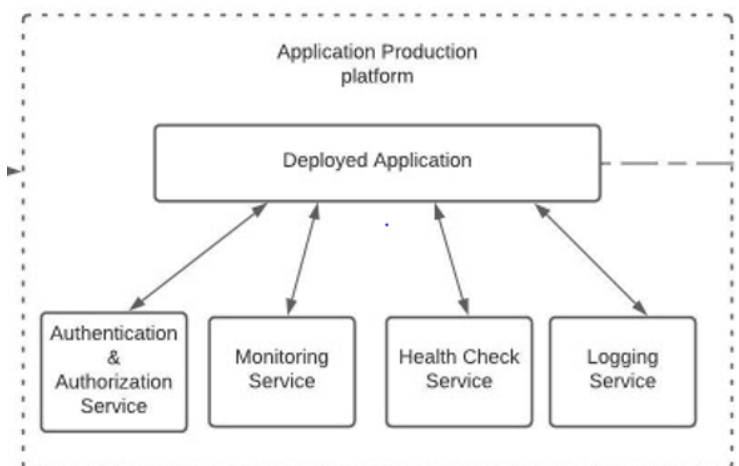 Application Production
platform
Deployed Application
Authentication
&
Authorization
Service
Monitoring
Service
Health Check
Service
Logging
Service